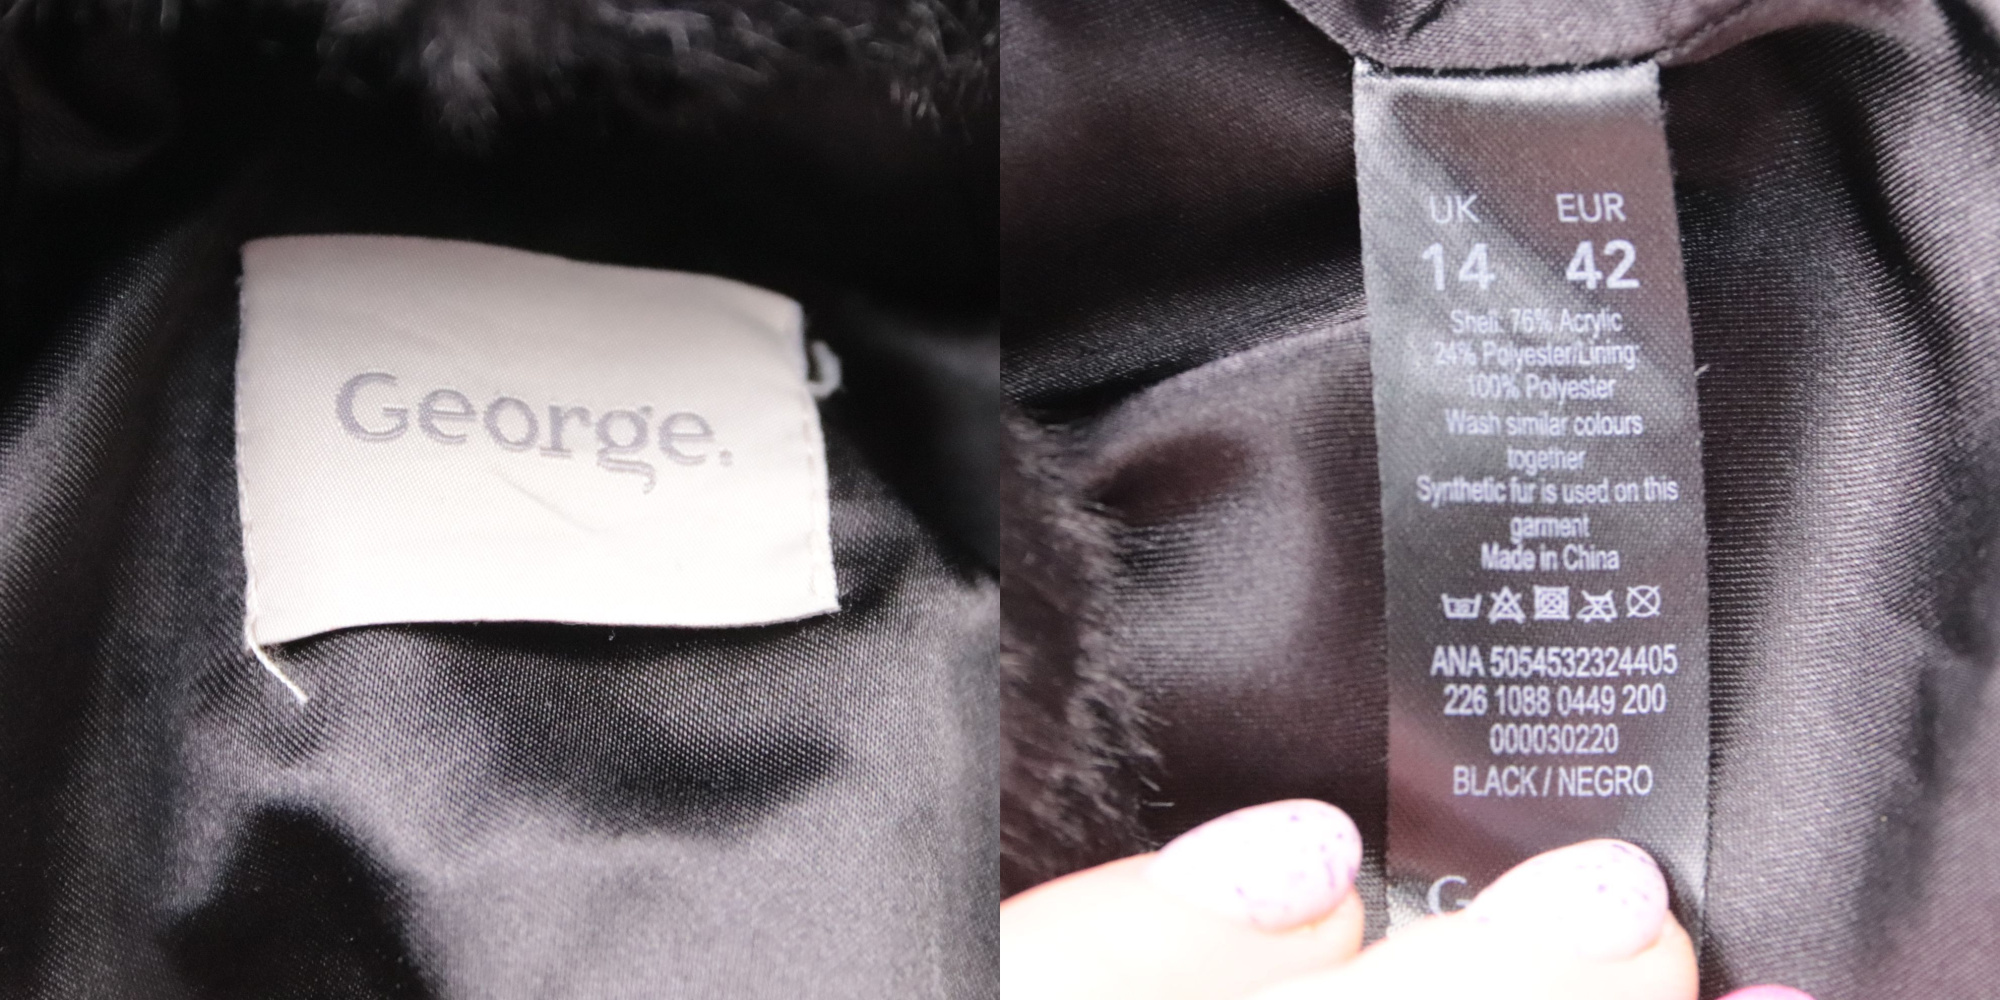 George.
UK EUR
14 42
Shell: 76% Acrylic
24% Polyester/Lining:
100% Polyester
Wash similar colours
together
Synthetic fur is used on this
garment
Made in China
ANA 5054532324405
226 1088 0449 200
000030220
BLACK / NEGRO
G